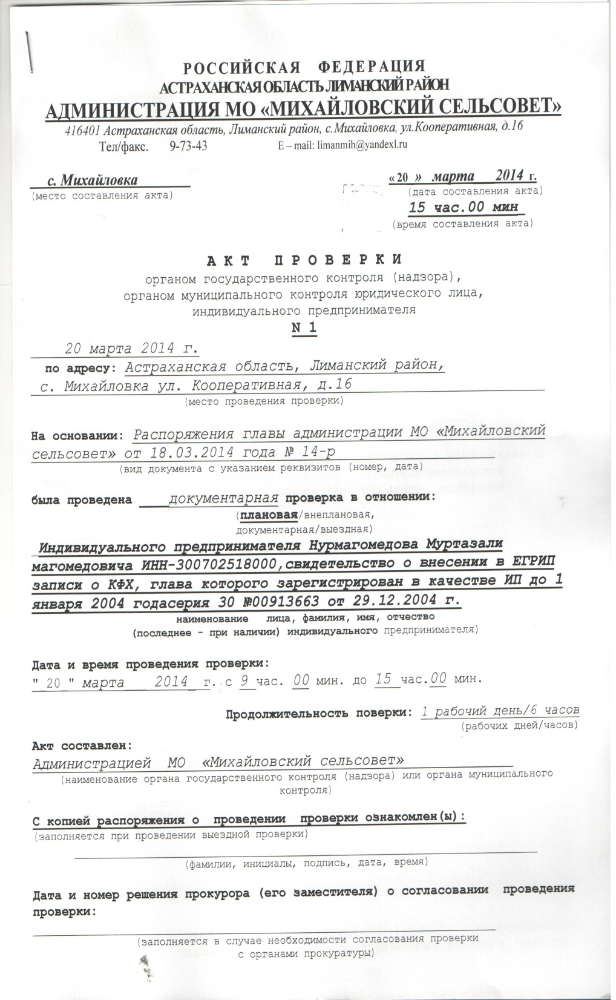 РОССИЙСКАЯ ФЕДЕРАЦИЯ
АСТРАХАНСКАЯ ОБЛАСТЬ ЛИМАНСКИЙ РАЙОН
АДМИНИСТРАЦИЯ МО «МИХАЙЛОВСКИЙ СЕЛЬСОВЕТ»
416401 Астраханская область, Лиманский район, с.Михайловка, ул.Кооперативная, д.16
Тел/факс. 9-73-43 E – mail: limanmih@yandexl.ru
с. Михайловка «20 » марта 2014 г.
(место составления акта) (дата составления акта)
15 час.00 мин
(время составления акта)
А К Т П Р О В Е Р К И
органом государственного контроля (надзора),
органом муниципального контроля юридического лица,
индивидуального предпринимателя
N 1
20 марта 2014 г.
по адресу: Астраханская область, Лиманский район,
с. Михайловка ул. Кооперативная, д.16
(место проведения проверки)
На основании: Распоряжения главы администрации МО «Михайловский
сельсовет» от 18.03.2014 года № 14-р
(вид документа с указанием реквизитов (номер, дата)
была проведена документарная проверка в отношении:
(плановая/внеплановая,
документарная/выездная)
Индивидуального предпринимателя Нурмагомедова Муртазали
магомедовича ИНН-300702518000,свидетельство о внесении в ЕГРИП
записи о КФХ, глава которого зарегистрирован в качестве ИП до 1
января 2004 годасерия 30 №00913663 от 29.12.2004 г.
наименование лица, фамилия, имя, отчество
(последнее - при наличии) индивидуального предпринимателя)
Дата и время проведения проверки:
" 20 " марта 2014 г. с 9 час. 00 мин. до 15 час.00 мин.
Продолжительность поверки: 1 рабочий день/6 часов
(рабочих дней/часов)
Акт составлен:
Администрацией МО «Михайловский сельсовет»
(наименование органа государственного контроля (надзора) или органа муниципального
контроля)
С копией распоряжения о проведении проверки ознакомлен(ы):
(заполняется при проведении выездной проверки)
(фамилии, инициалы, подпись, дата, время)
Дата и номер решения прокурора (его заместителя) о согласовании проведения
проверки:
(заполняется в случае необходимости согласования проверки
с органами прокуратуры)